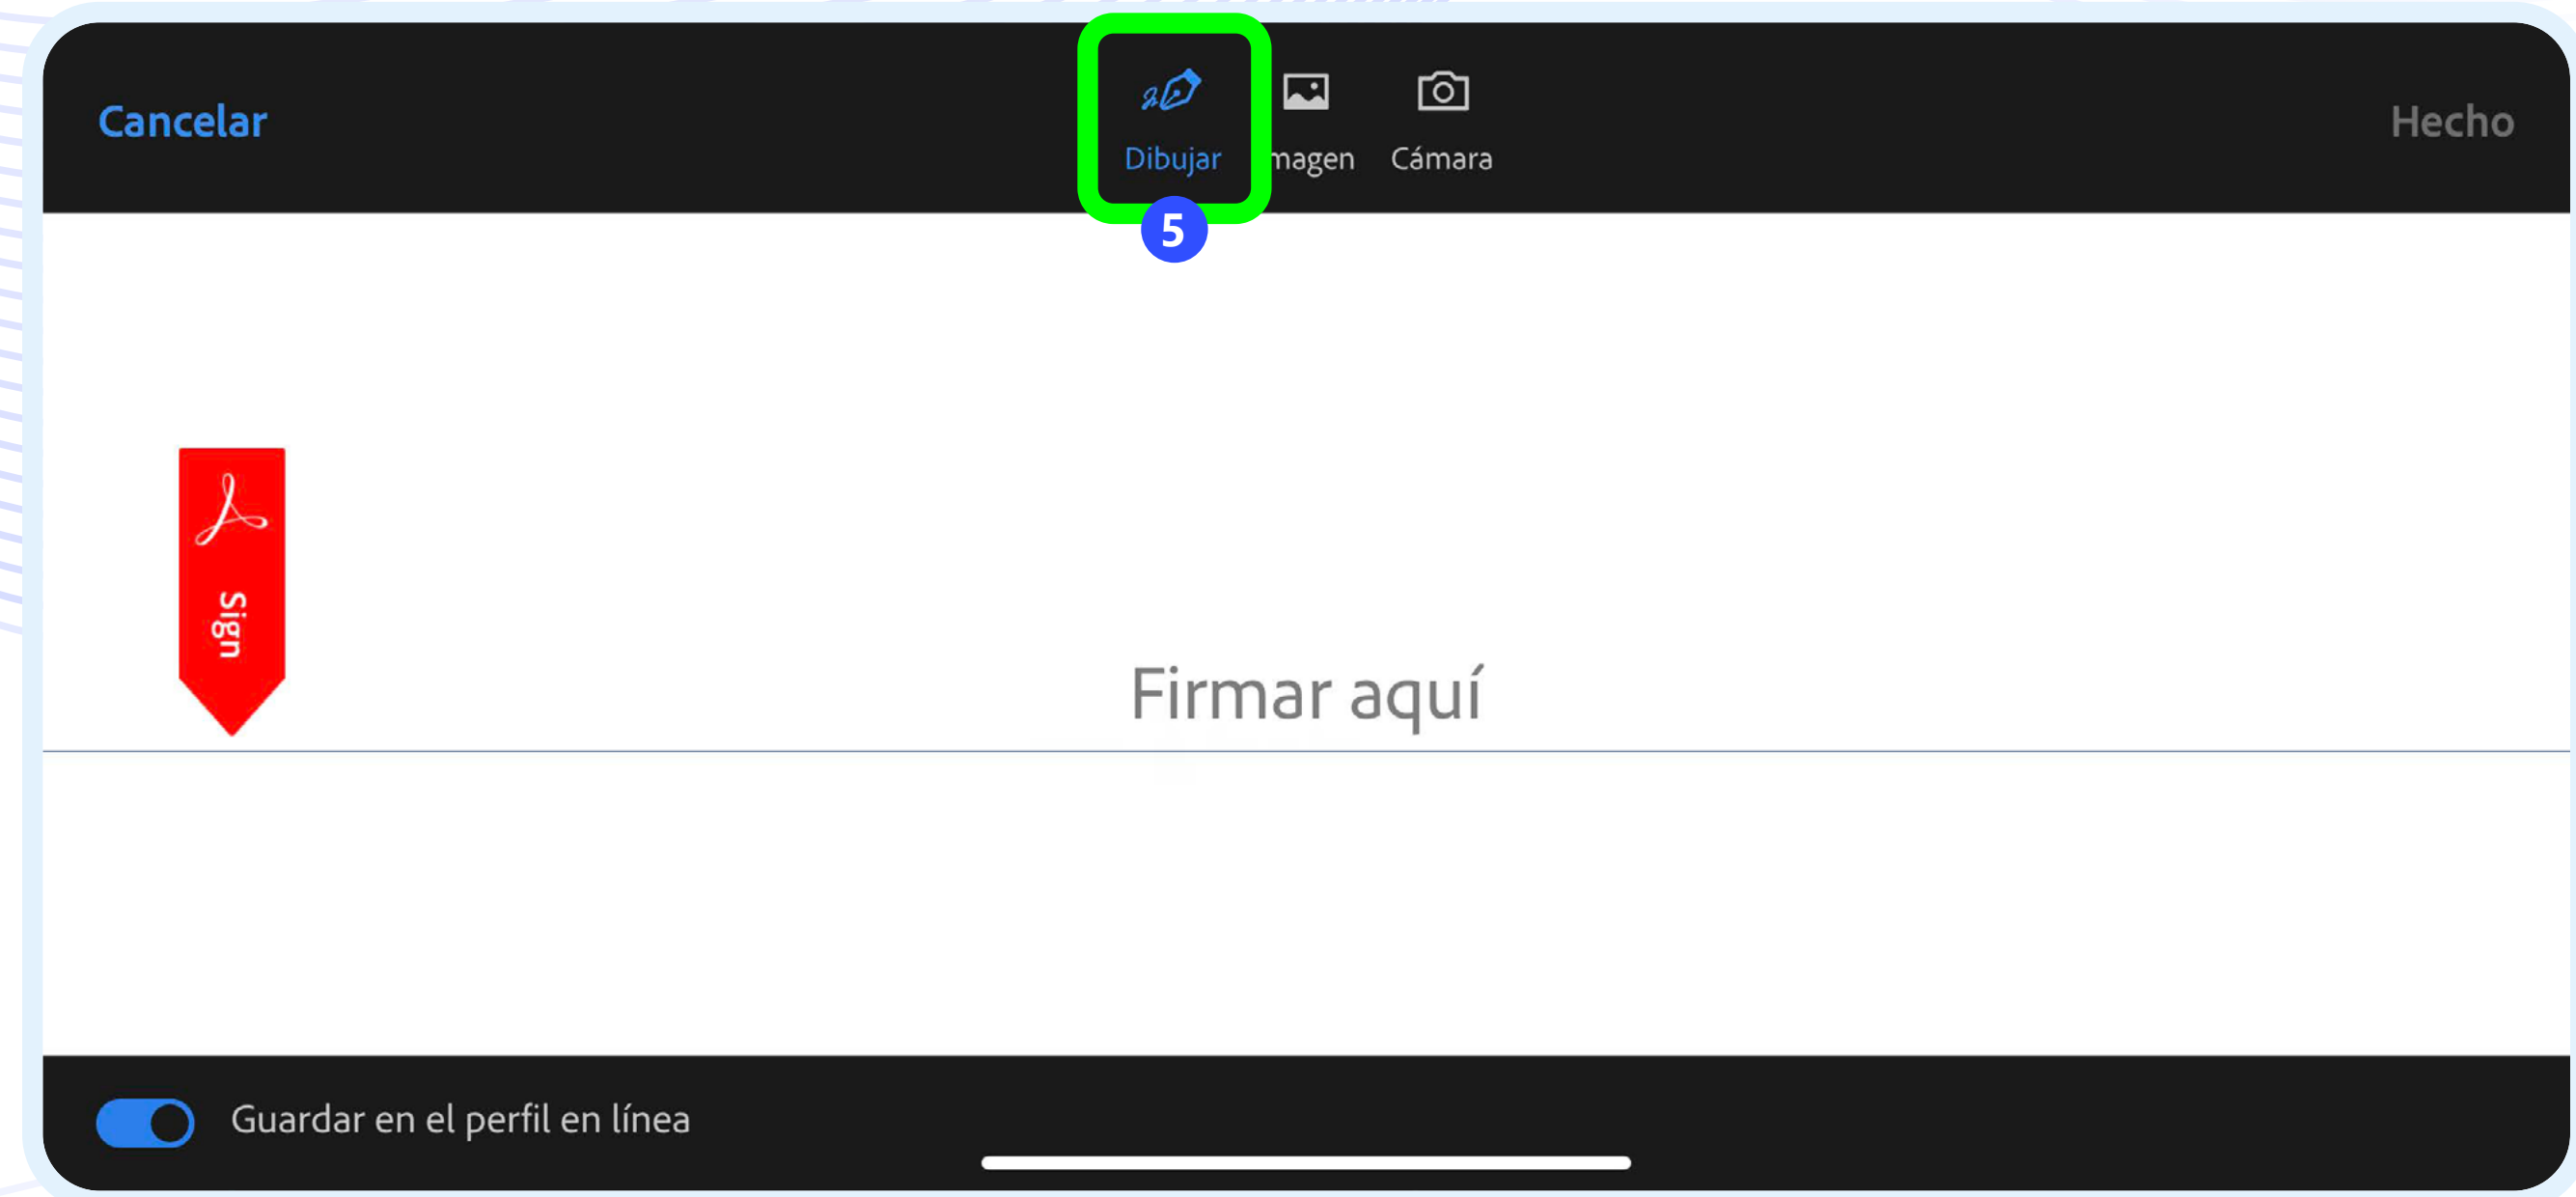 Cancelar
Dibujar
magen
Cámara
Hecho
5
Sign
Firmar aquí
Guardar en el perfil en línea